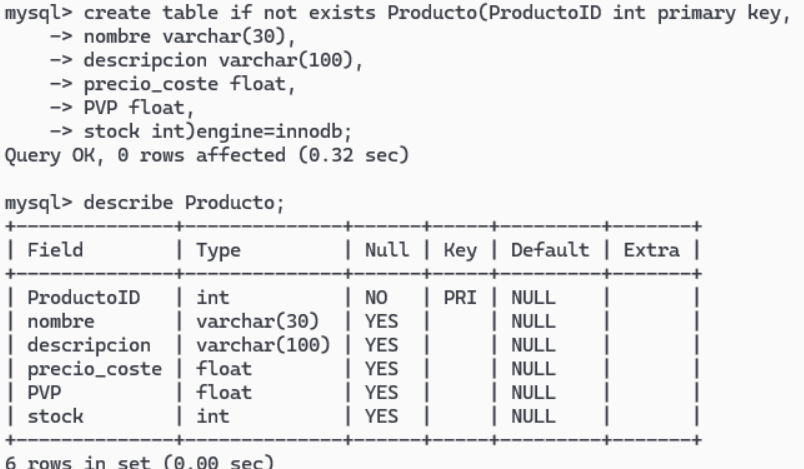 mysql> create table if not exists Producto(ProductoID int primary key,
    -> nombre varchar(30),
    -> descripcion varchar(100),
    -> precio_coste float,
    -> PVP float,
    -> stock int)engine=innodb;
Query OK, 0 rows affected (0.32 sec)

mysql> describe Producto;
+--------------+--------------+------+-----+---------+-------+
| Field        | Type         | Null | Key | Default | Extra |
+--------------+--------------+------+-----+---------+-------+
| ProductoID   | int          | NO   | PRI | NULL    |       |
| nombre       | varchar(30)  | YES  |     | NULL    |       |
| descripcion  | varchar(100) | YES  |     | NULL    |       |
| precio_coste | float        | YES  |     | NULL    |       |
| PVP          | float        | YES  |     | NULL    |       |
| stock        | int          | YES  |     | NULL    |       |
+--------------+--------------+------+-----+---------+-------+
6 rows in set (0.00 sec)